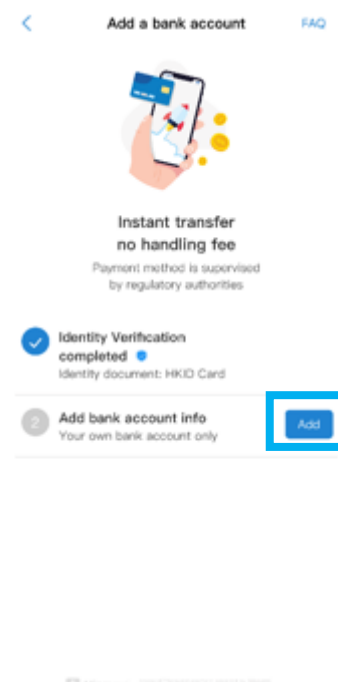 Add a bank account
FAQ
Instant transfer
no handling fee
Payment method is supervised
by regulatory authorities
Identity Verification
completed
Identity document: HKID Card
2
Add bank account info
Your own bank account only
Add